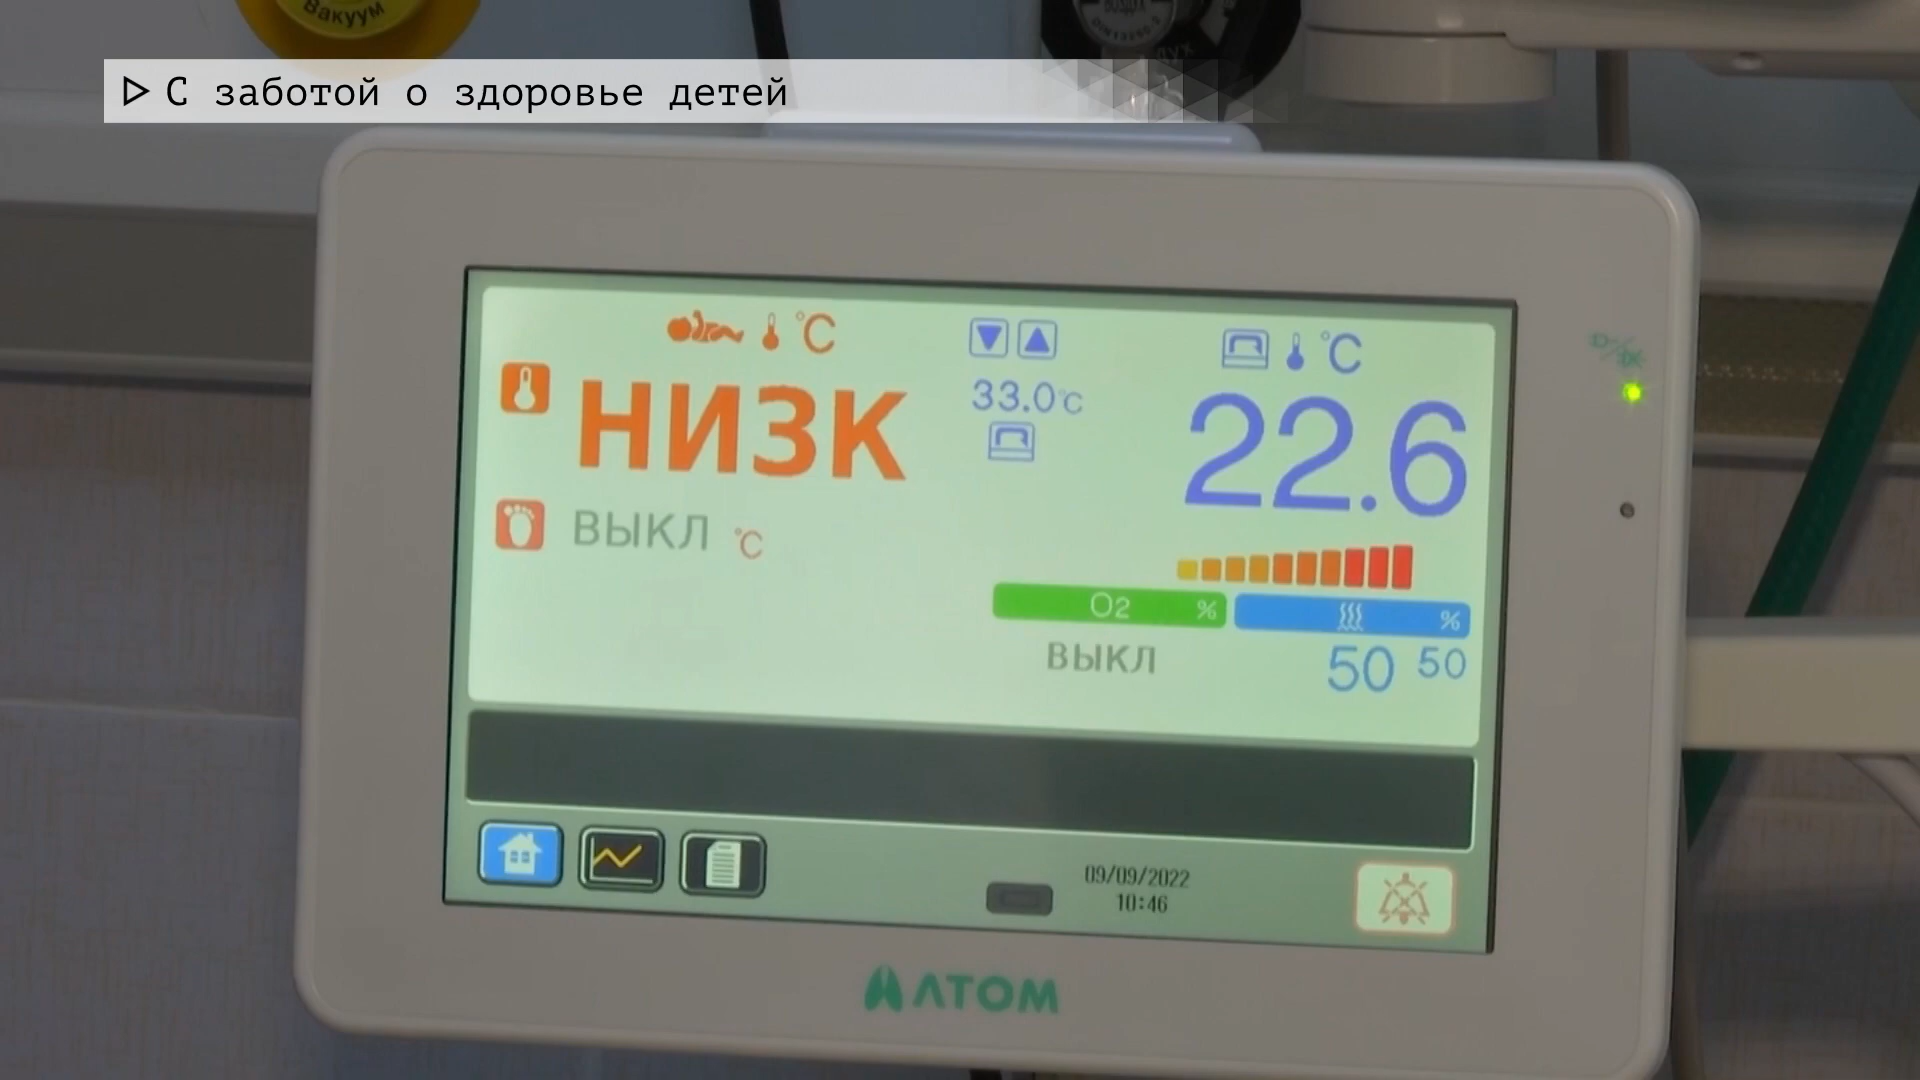 Вакуум
С заботой о здоровье детей
°C
°C
33.0°C
НИЗК
22.6
ВЫКЛ °C
O2 %
%
ВЫКЛ
50 50
09/09/2022
10:46
ATOM